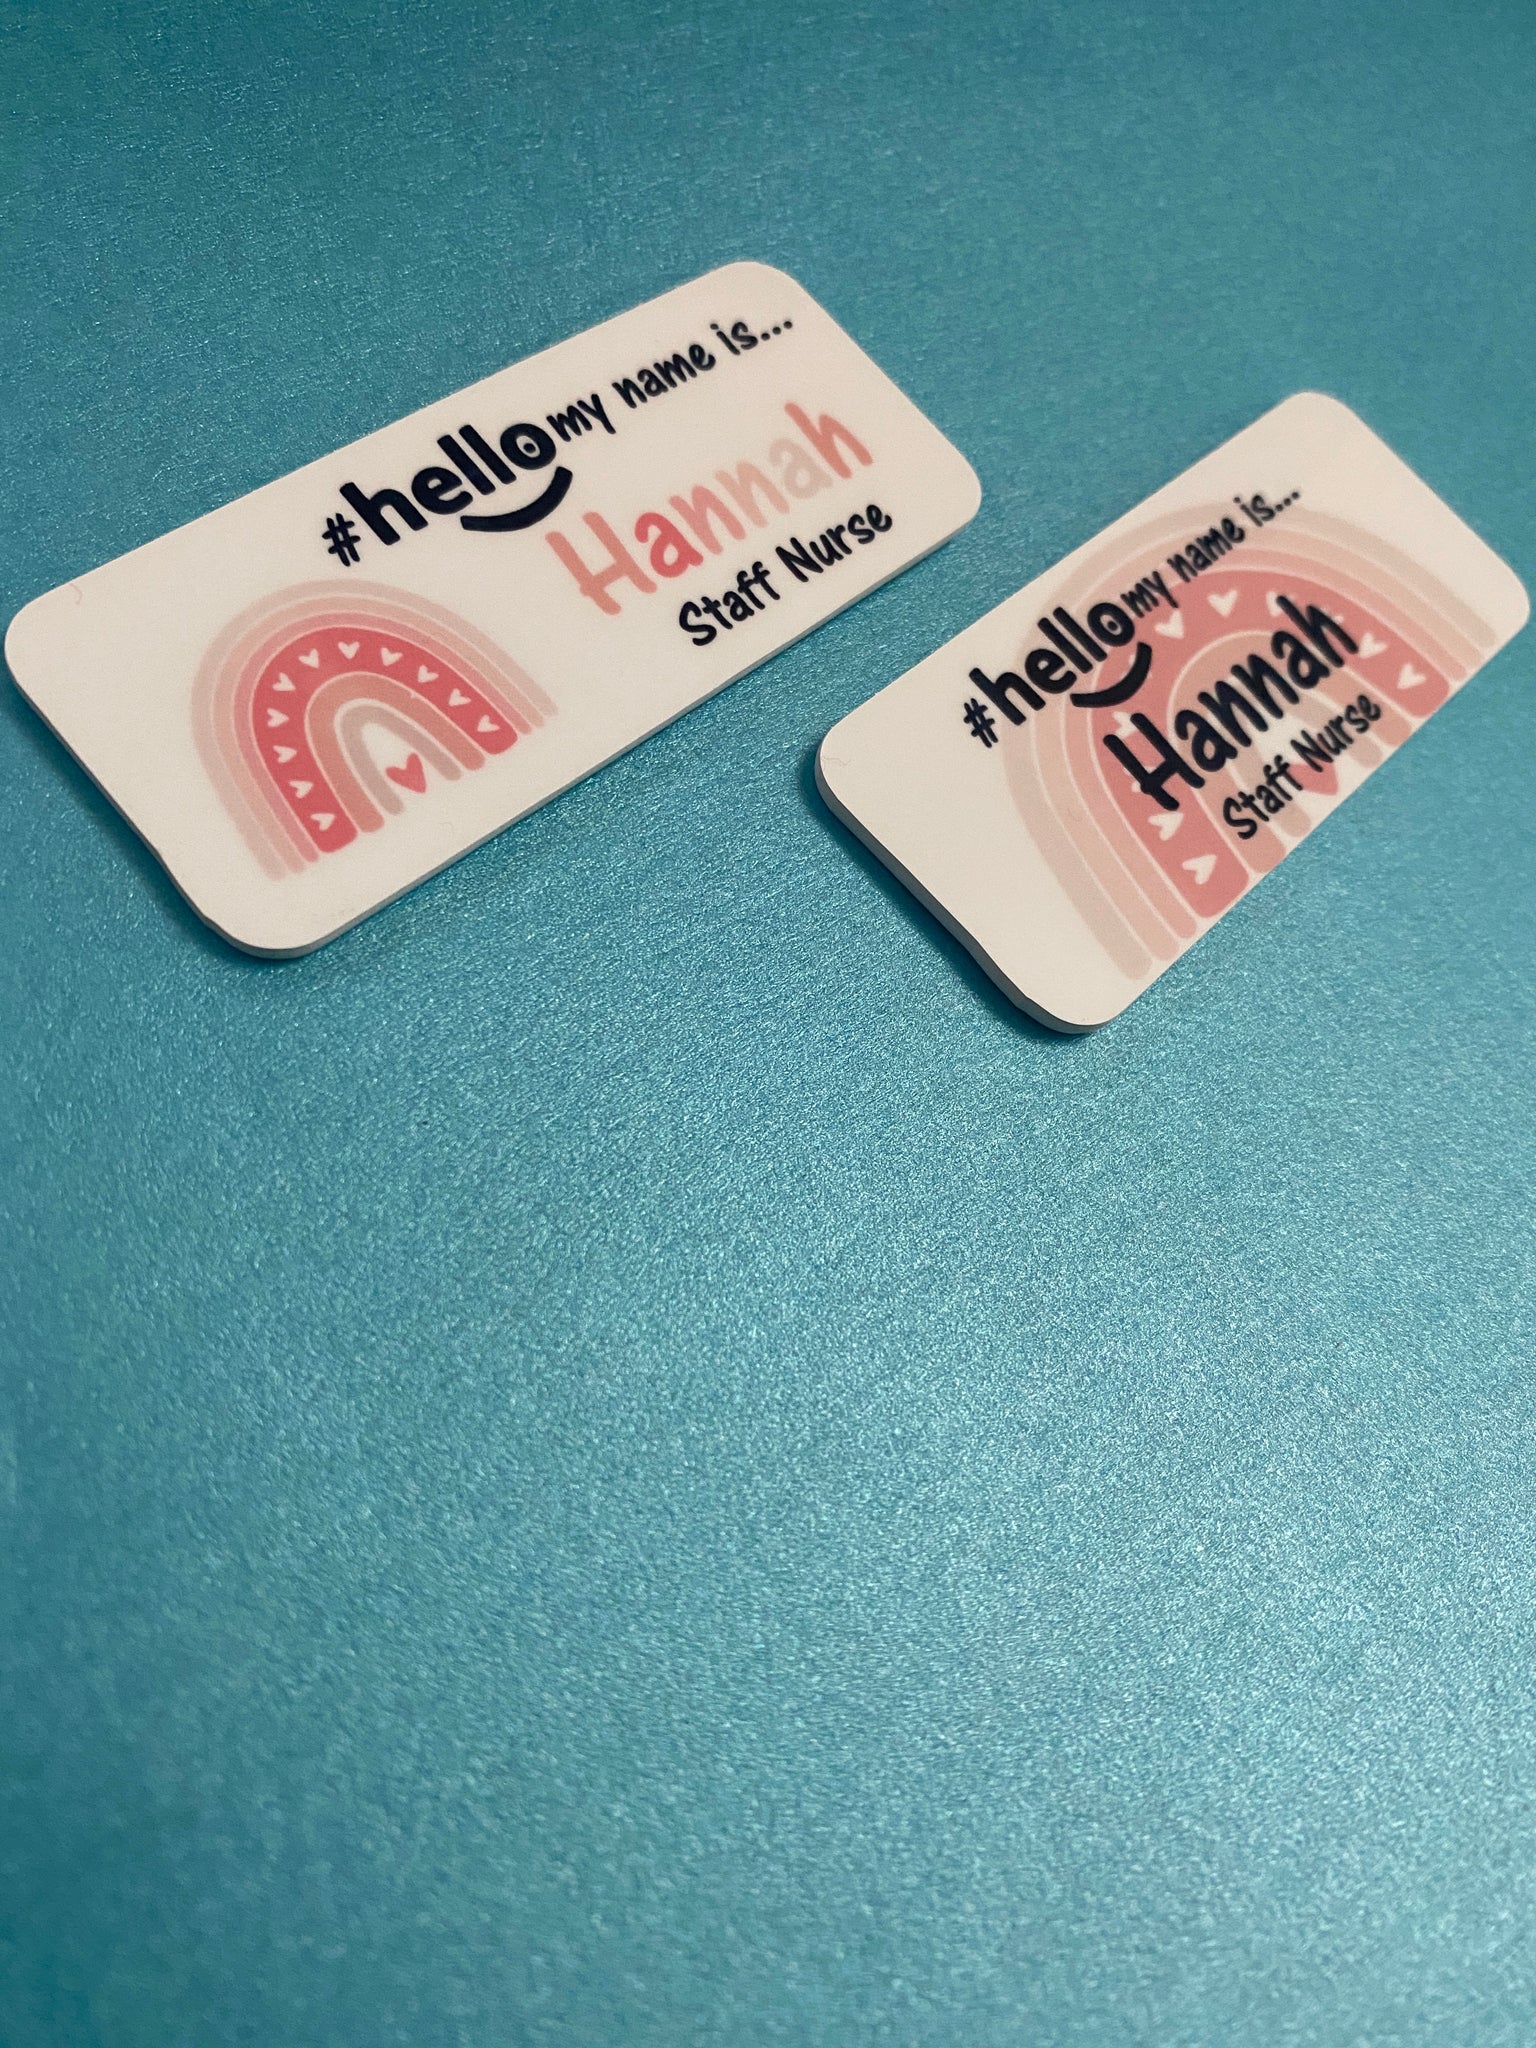 #hello my name is....
Hannah
Staff Nurse
#hello my name is....
Hannah
Staff Nurse